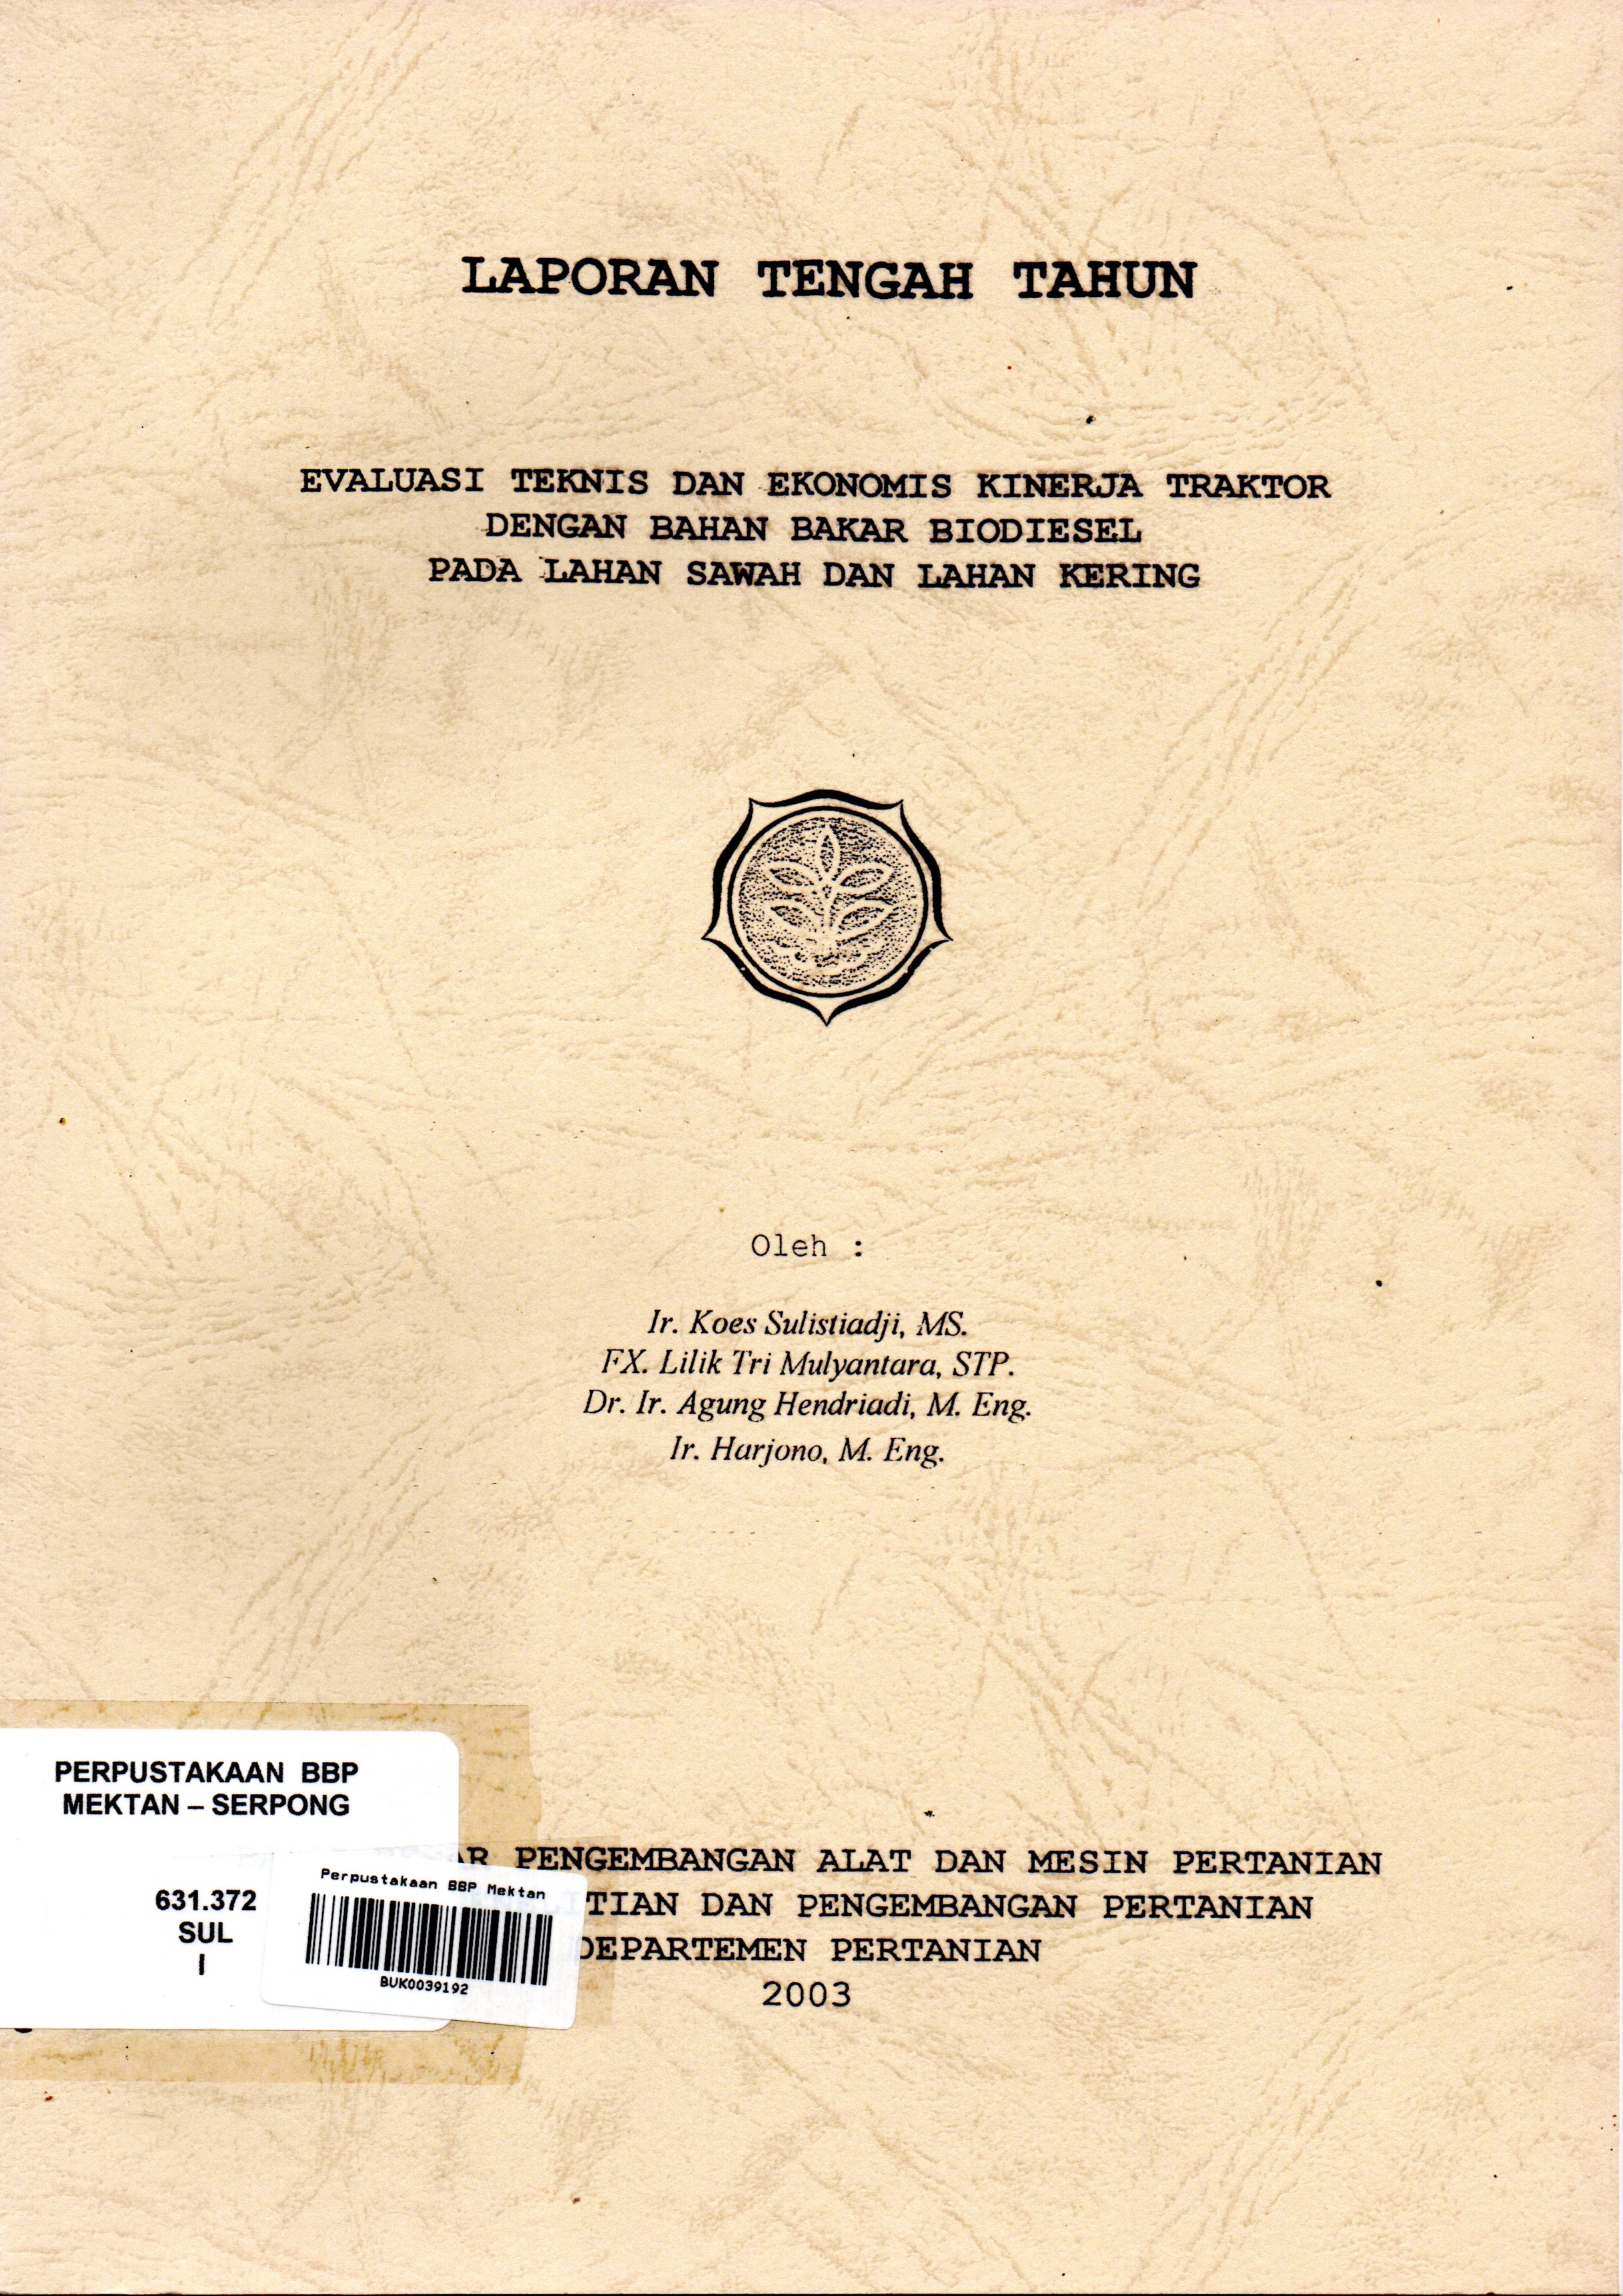 LAPORAN TENGAH TAHUN
EVALUASI TEKNIS DAN EKONOMIS KINERJA TRAKTOR
DENGAN BAHAN BAKAR BIODIESEL
PADA LAHAN SAWAH DAN LAHAN KERING
Oleh :
Ir. Koes Sulistiadji, MS.
FX. Lilik Tri Mulyantara, STP.
Dr. Ir. Agung Hendriadi, M. Eng.
Ir. Harjono, M. Eng.
PENGEMBANGAN ALAT DAN MESIN PERTANIAN
DAN PENGEMBANGAN PERTANIAN
DEPARTEMEN PERTANIAN
2003
PERPUSTAKAAN BBP
MEKTAN – SERPONG
631.372
SUL
l
Perpustakaan BBP Mektan
BUK0039192